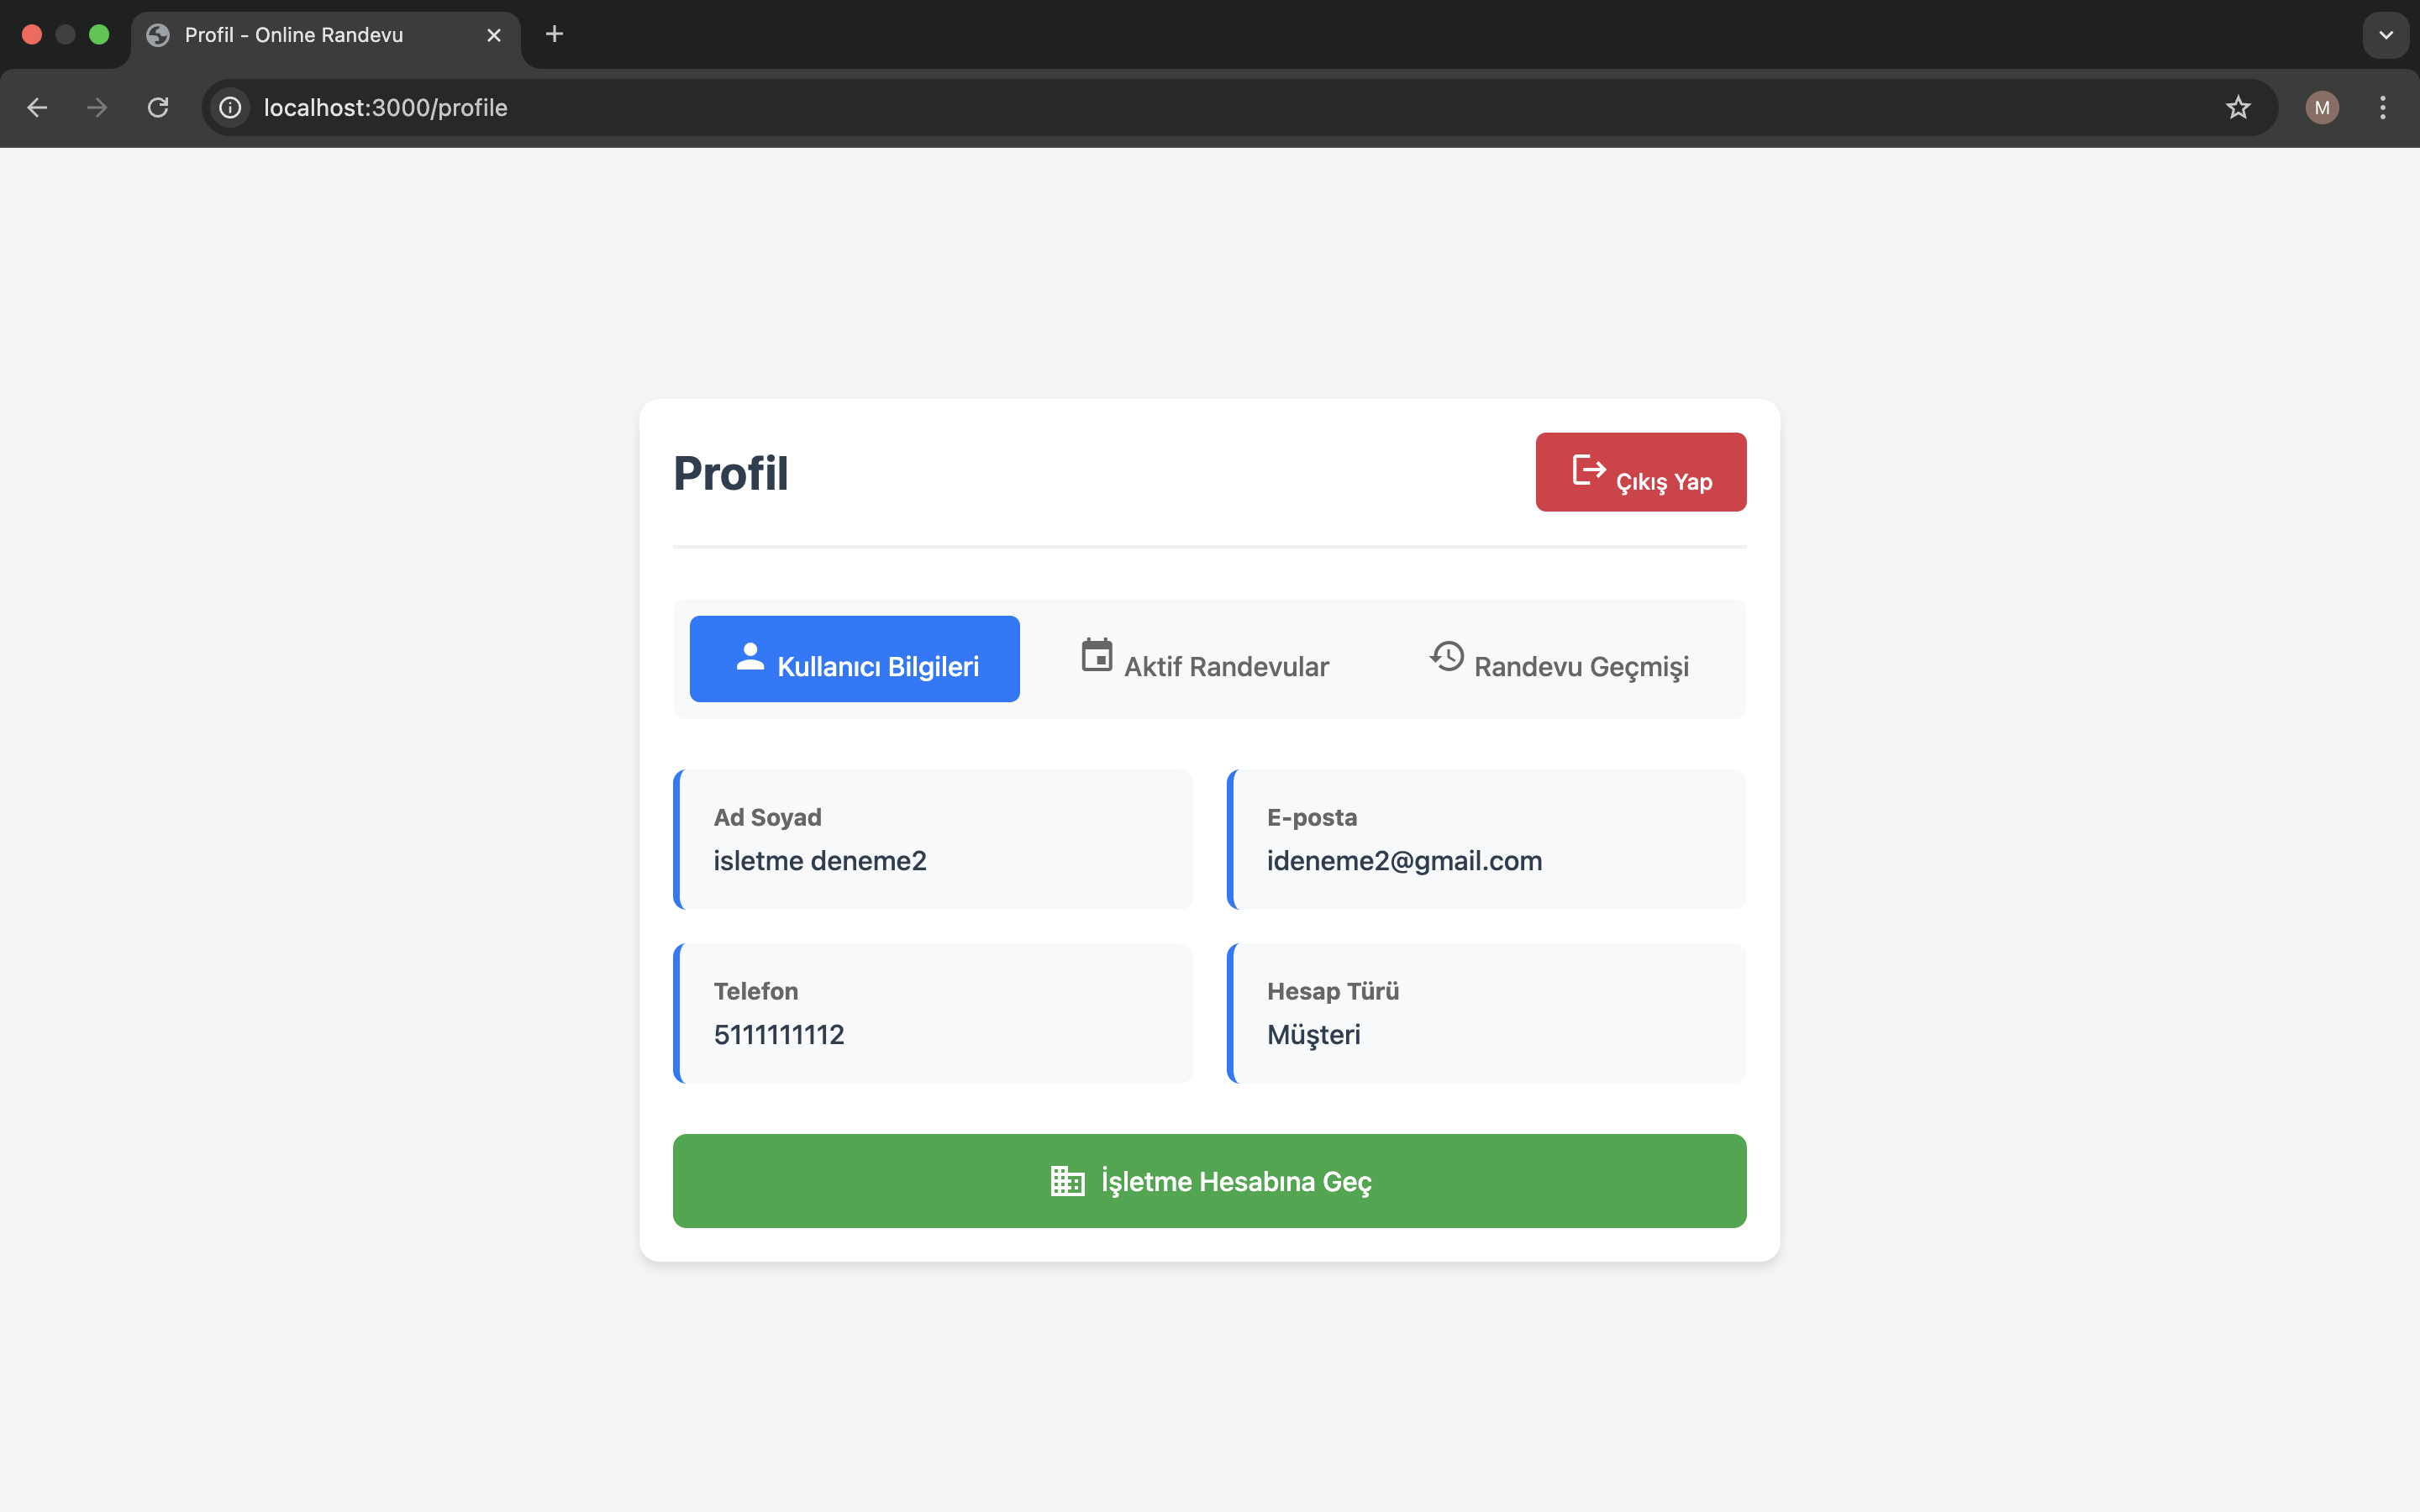 Profil - Online Randevu
localhost:3000/profile
M
Profil
Çıkış Yap
Kullanıcı Bilgileri
Aktif Randevular
Randevu Geçmişi
Ad Soyad
isletme deneme2
E-posta
ideneme2@gmail.com
Telefon
5111111112
Hesap Türü
Müşteri
İşletme Hesabına Geç